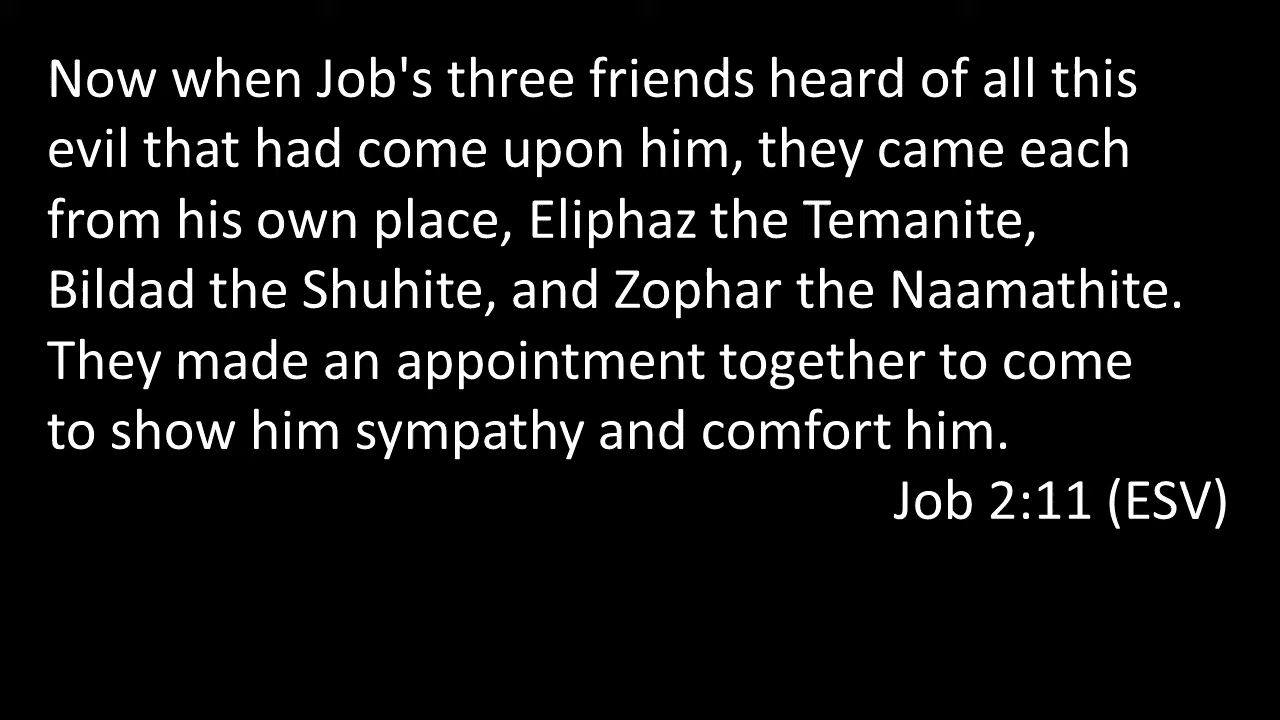 Now when Job's three friends heard of all this
evil that had come upon him, they came each
from his own place, Eliphaz the Temanite,
Bildad the Shuhite, and Zophar the Naamathite.
They made an appointment together to come
to show him sympathy and comfort him.
Job 2:11 (ESV)